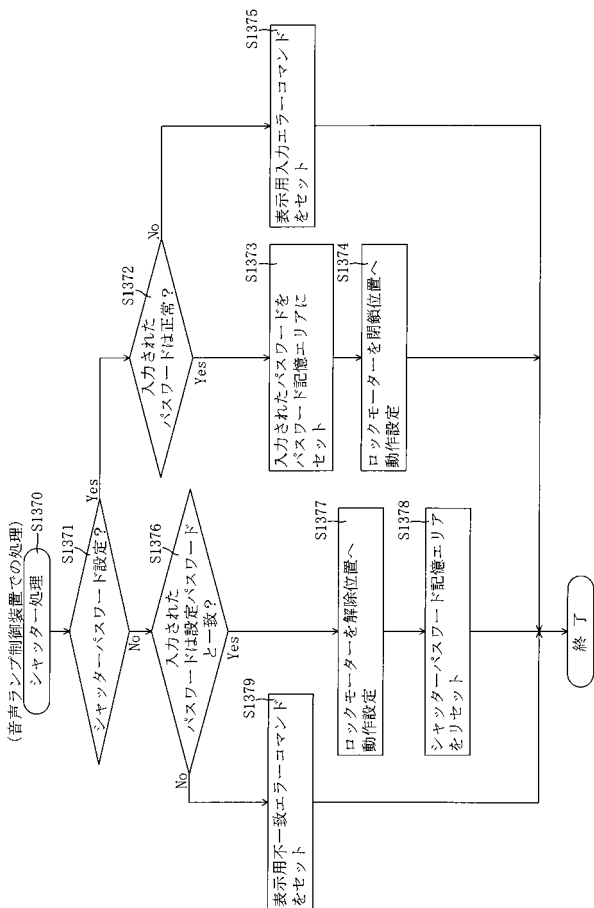 (音声ランプ制御装置での処理)
シャッター処理
S1370
シャッターパスワード設定?
S1371
Yes
No
入力された
パスワードは正常?
S1372
Yes
No
入力されたパスワードを
パスワード記憶エリアに
セット
S1373
ロックモーターを閉鎖位置へ
動作設定
S1374
表示用入力エラーコマンド
をセット
S1375
入力された
パスワードは設定パスワード
と一致?
S1376
Yes
No
ロックモーターを解除位置へ
動作設定
S1377
シャッターパスワード記憶エリア
をリセット
S1378
表示用不一致エラーコマンド
をセット
S1379
終了